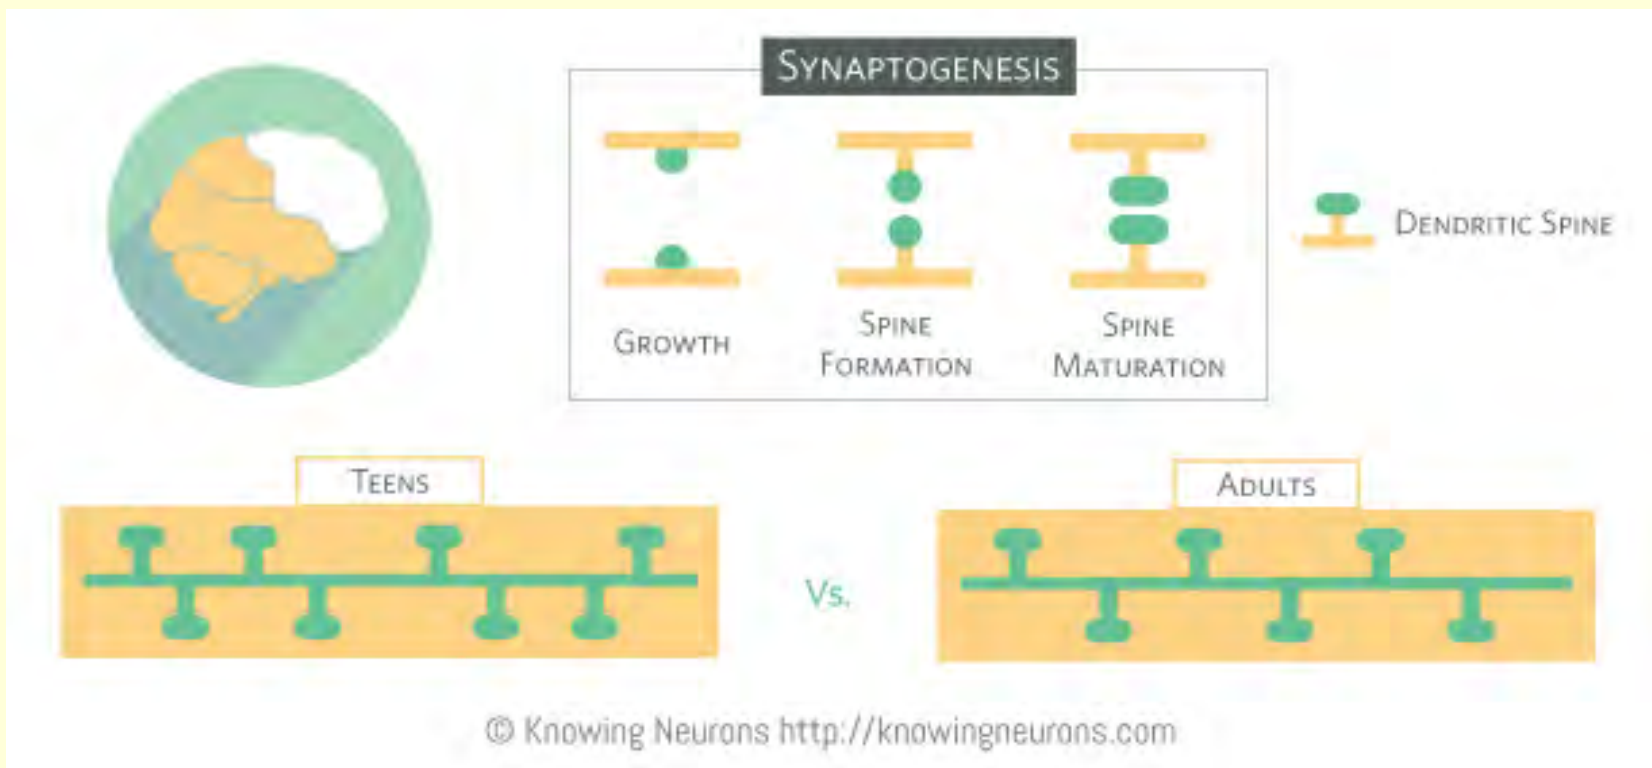 SYNAPTOGENESIS
GROWTH
SPINE
FORMATION
SPINE
MATURATION
DENDRITIC SPINE
TEENS
Vs.
ADULTS
© Knowing Neurons http://knowingneurons.com